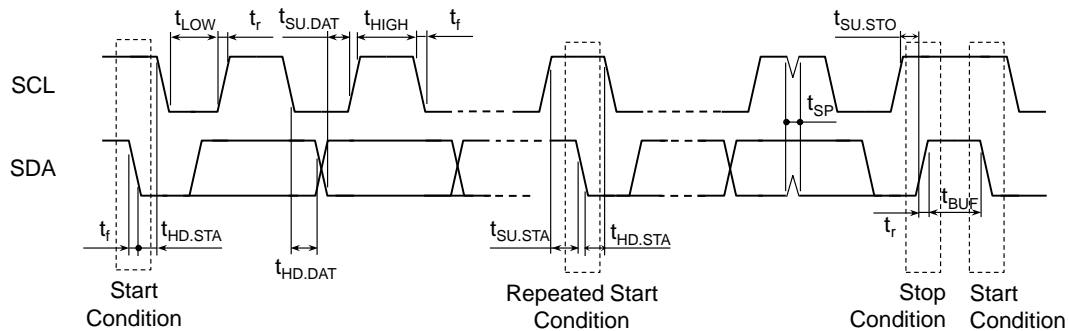 tLOW tr tSU.DAT tHIGH tf tSU.STO
SCL
tSP
SDA
tf tHD.STA tHD.DAT tSU.STA tHD.STA tr tBUF
Start
Condition
Repeated Start
Condition
Stop
Condition
Start
Condition